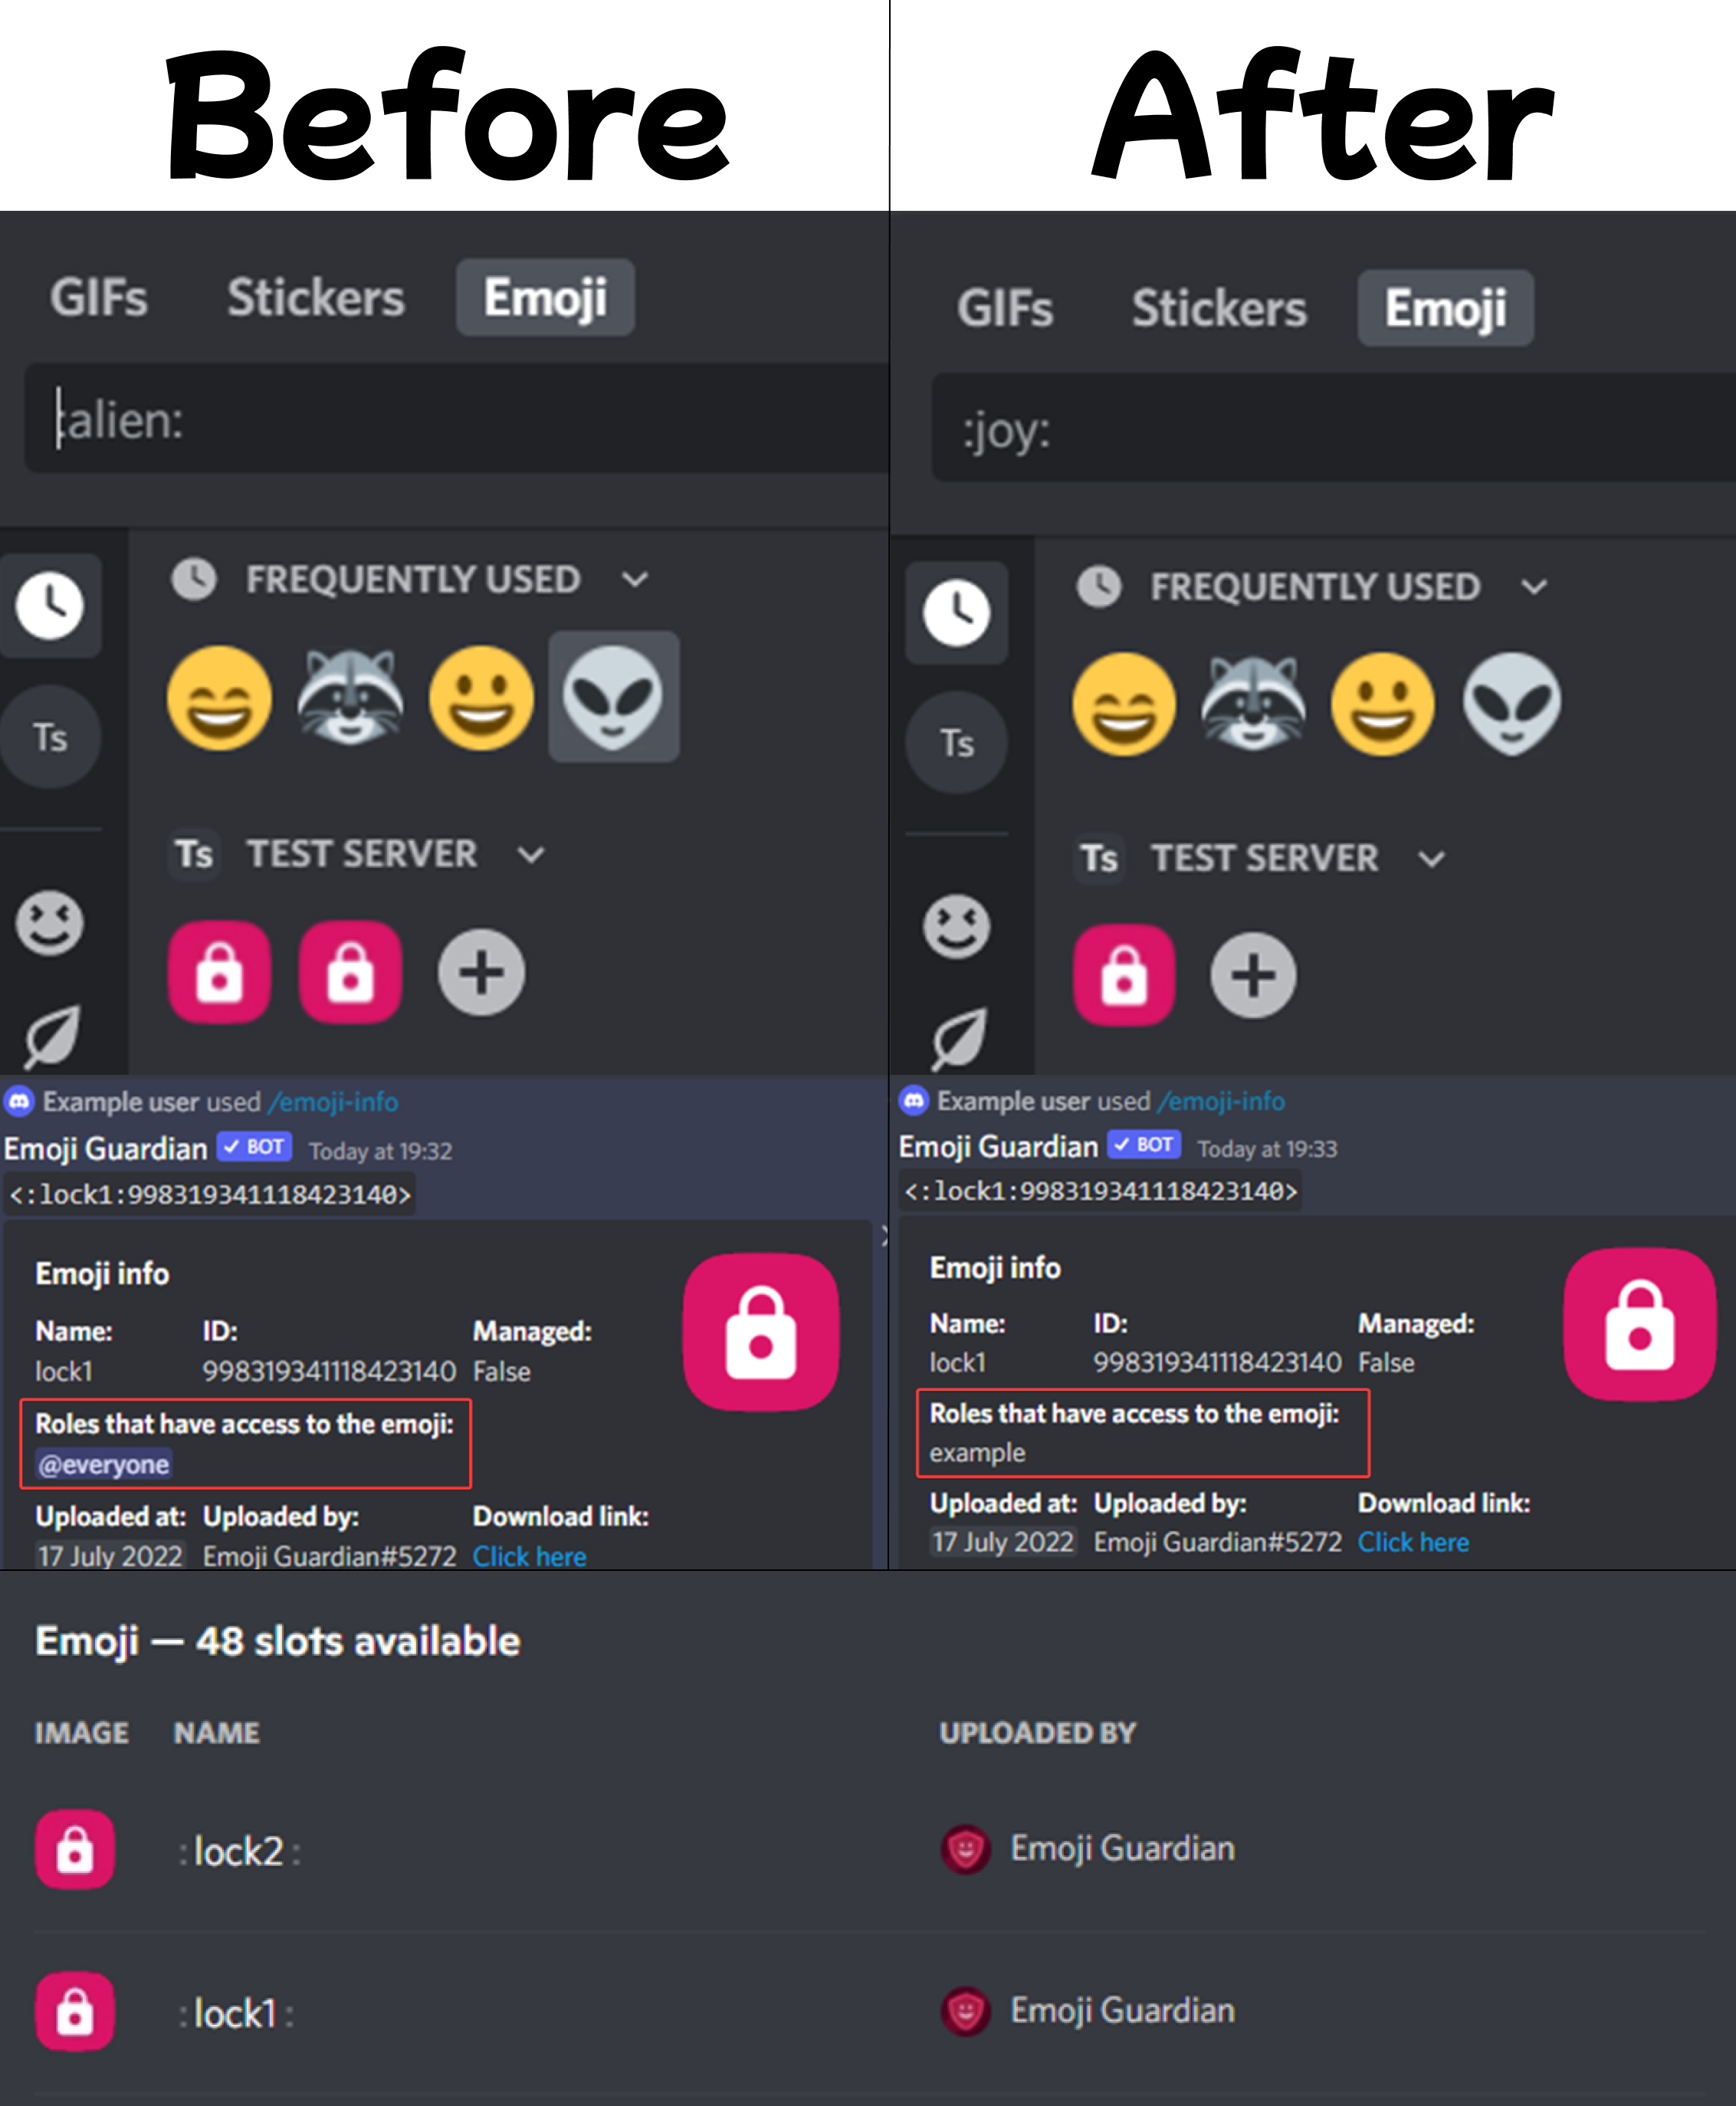 Before
GIFs Stickers Emoji
:alien:
FREQUENTLY USED
Ts
Ts TEST SERVER
Example user used /emoji-info
Emoji Guardian ✓ BOT Today at 19:32
<:lock1:998319341118423140>
Emoji info
Name: ID: Managed:
lock1 998319341118423140 False
Roles that have access to the emoji:
@everyone
Uploaded at: Uploaded by: Download link:
17 July 2022 Emoji Guardian#5272 Click here
After
GIFs Stickers Emoji
:joy:
FREQUENTLY USED
Ts
Ts TEST SERVER
Example user used /emoji-info
Emoji Guardian ✓ BOT Today at 19:33
<:lock1:998319341118423140>
Emoji info
Name: ID: Managed:
lock1 998319341118423140 False
Roles that have access to the emoji:
example
Uploaded at: Uploaded by: Download link:
17 July 2022 Emoji Guardian#5272 Click here
Emoji — 48 slots available
IMAGE NAME UPLOADED BY
:lock2: Emoji Guardian
:lock1: Emoji Guardian